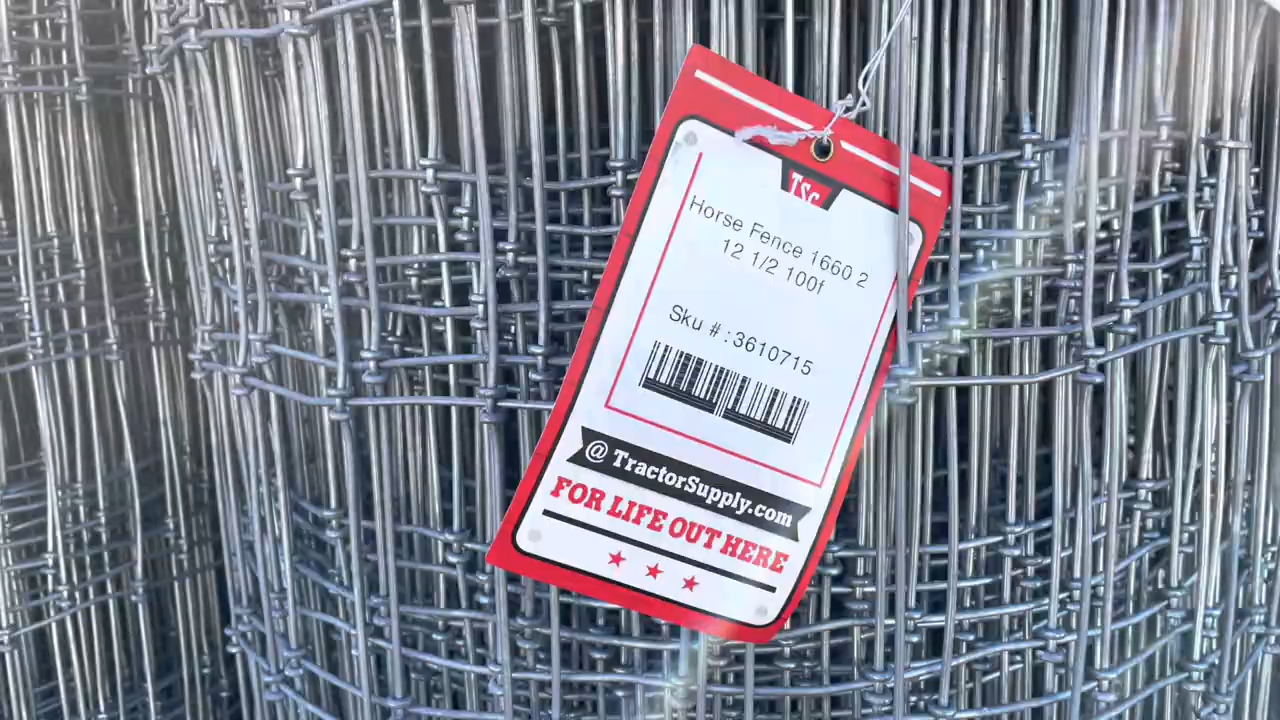 TSC
Horse Fence 1660 2
12 1/2 100f
Sku # : 3610715
@ TractorSupply.com
FOR LIFE OUT HERE